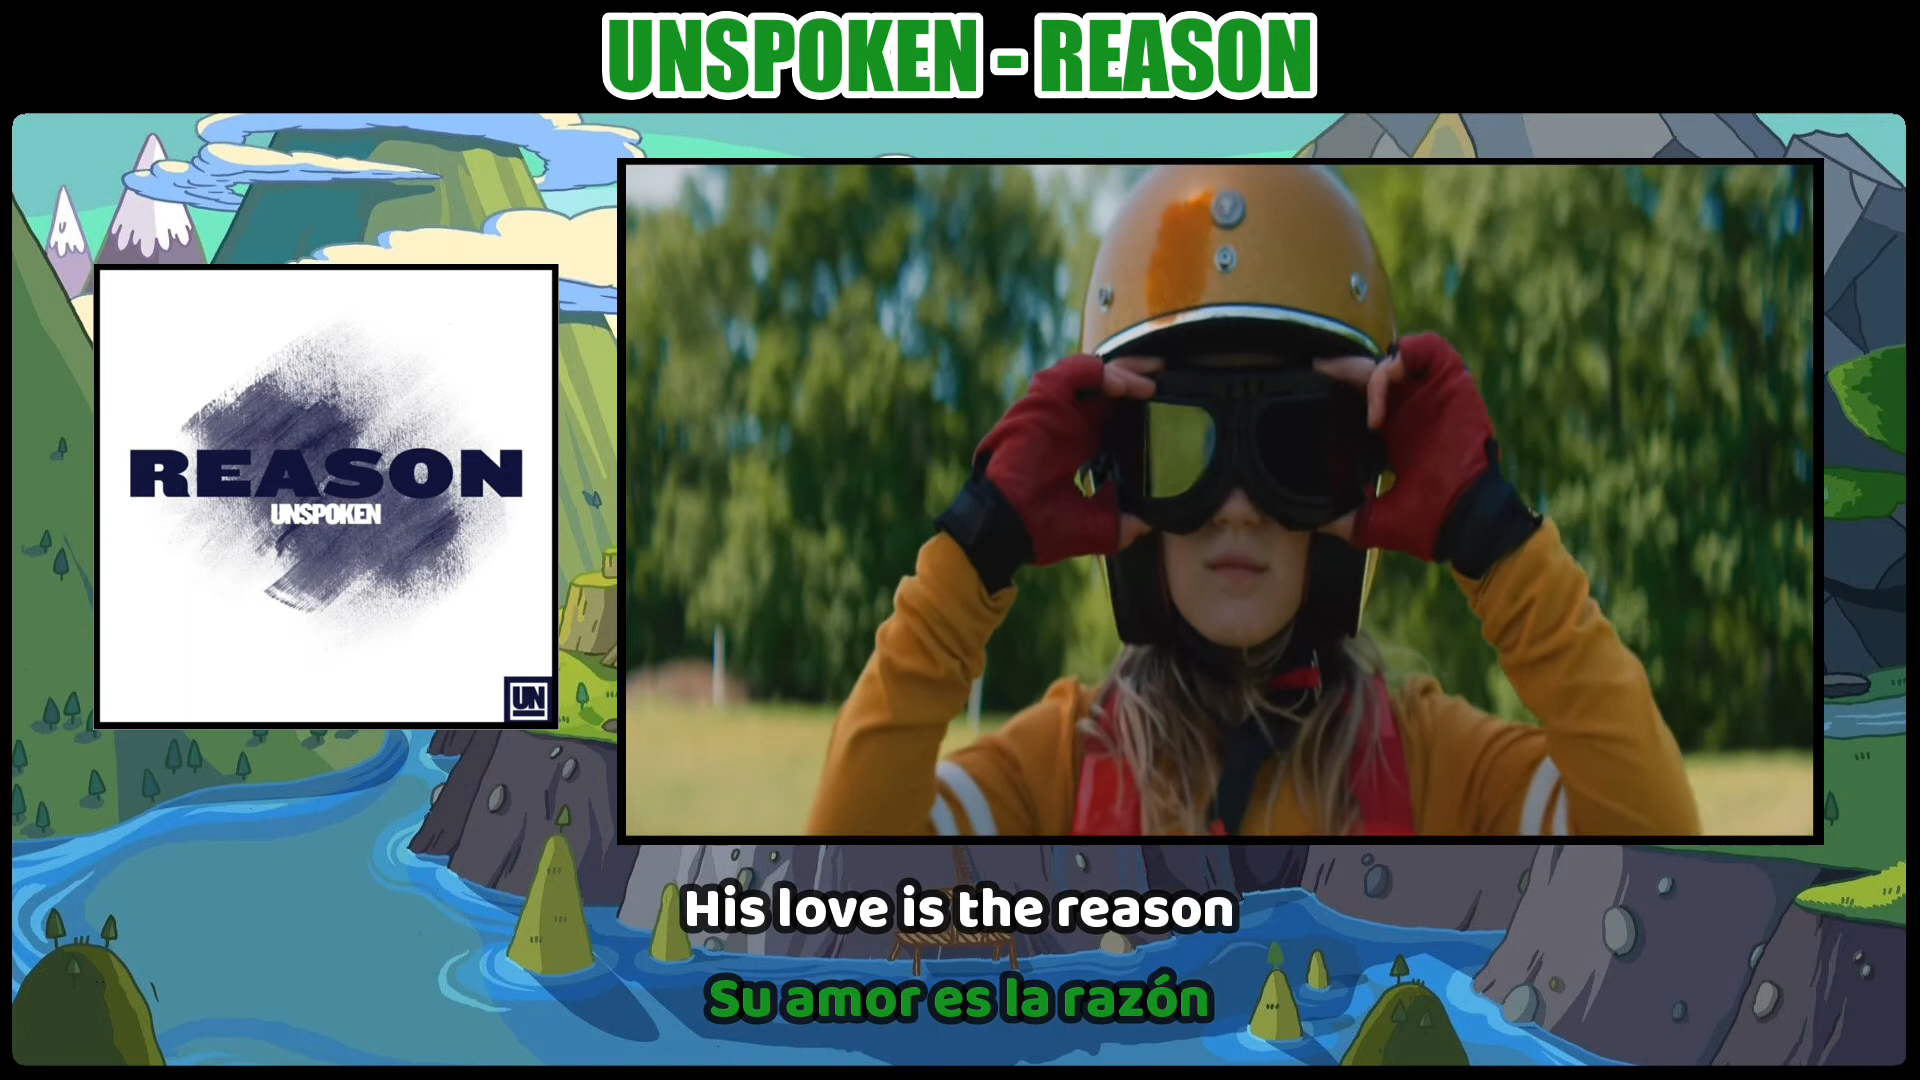 UNSPOKEN - REASON
REASON
UNSPOKEN
UN
His love is the reason
Su amor es la razón